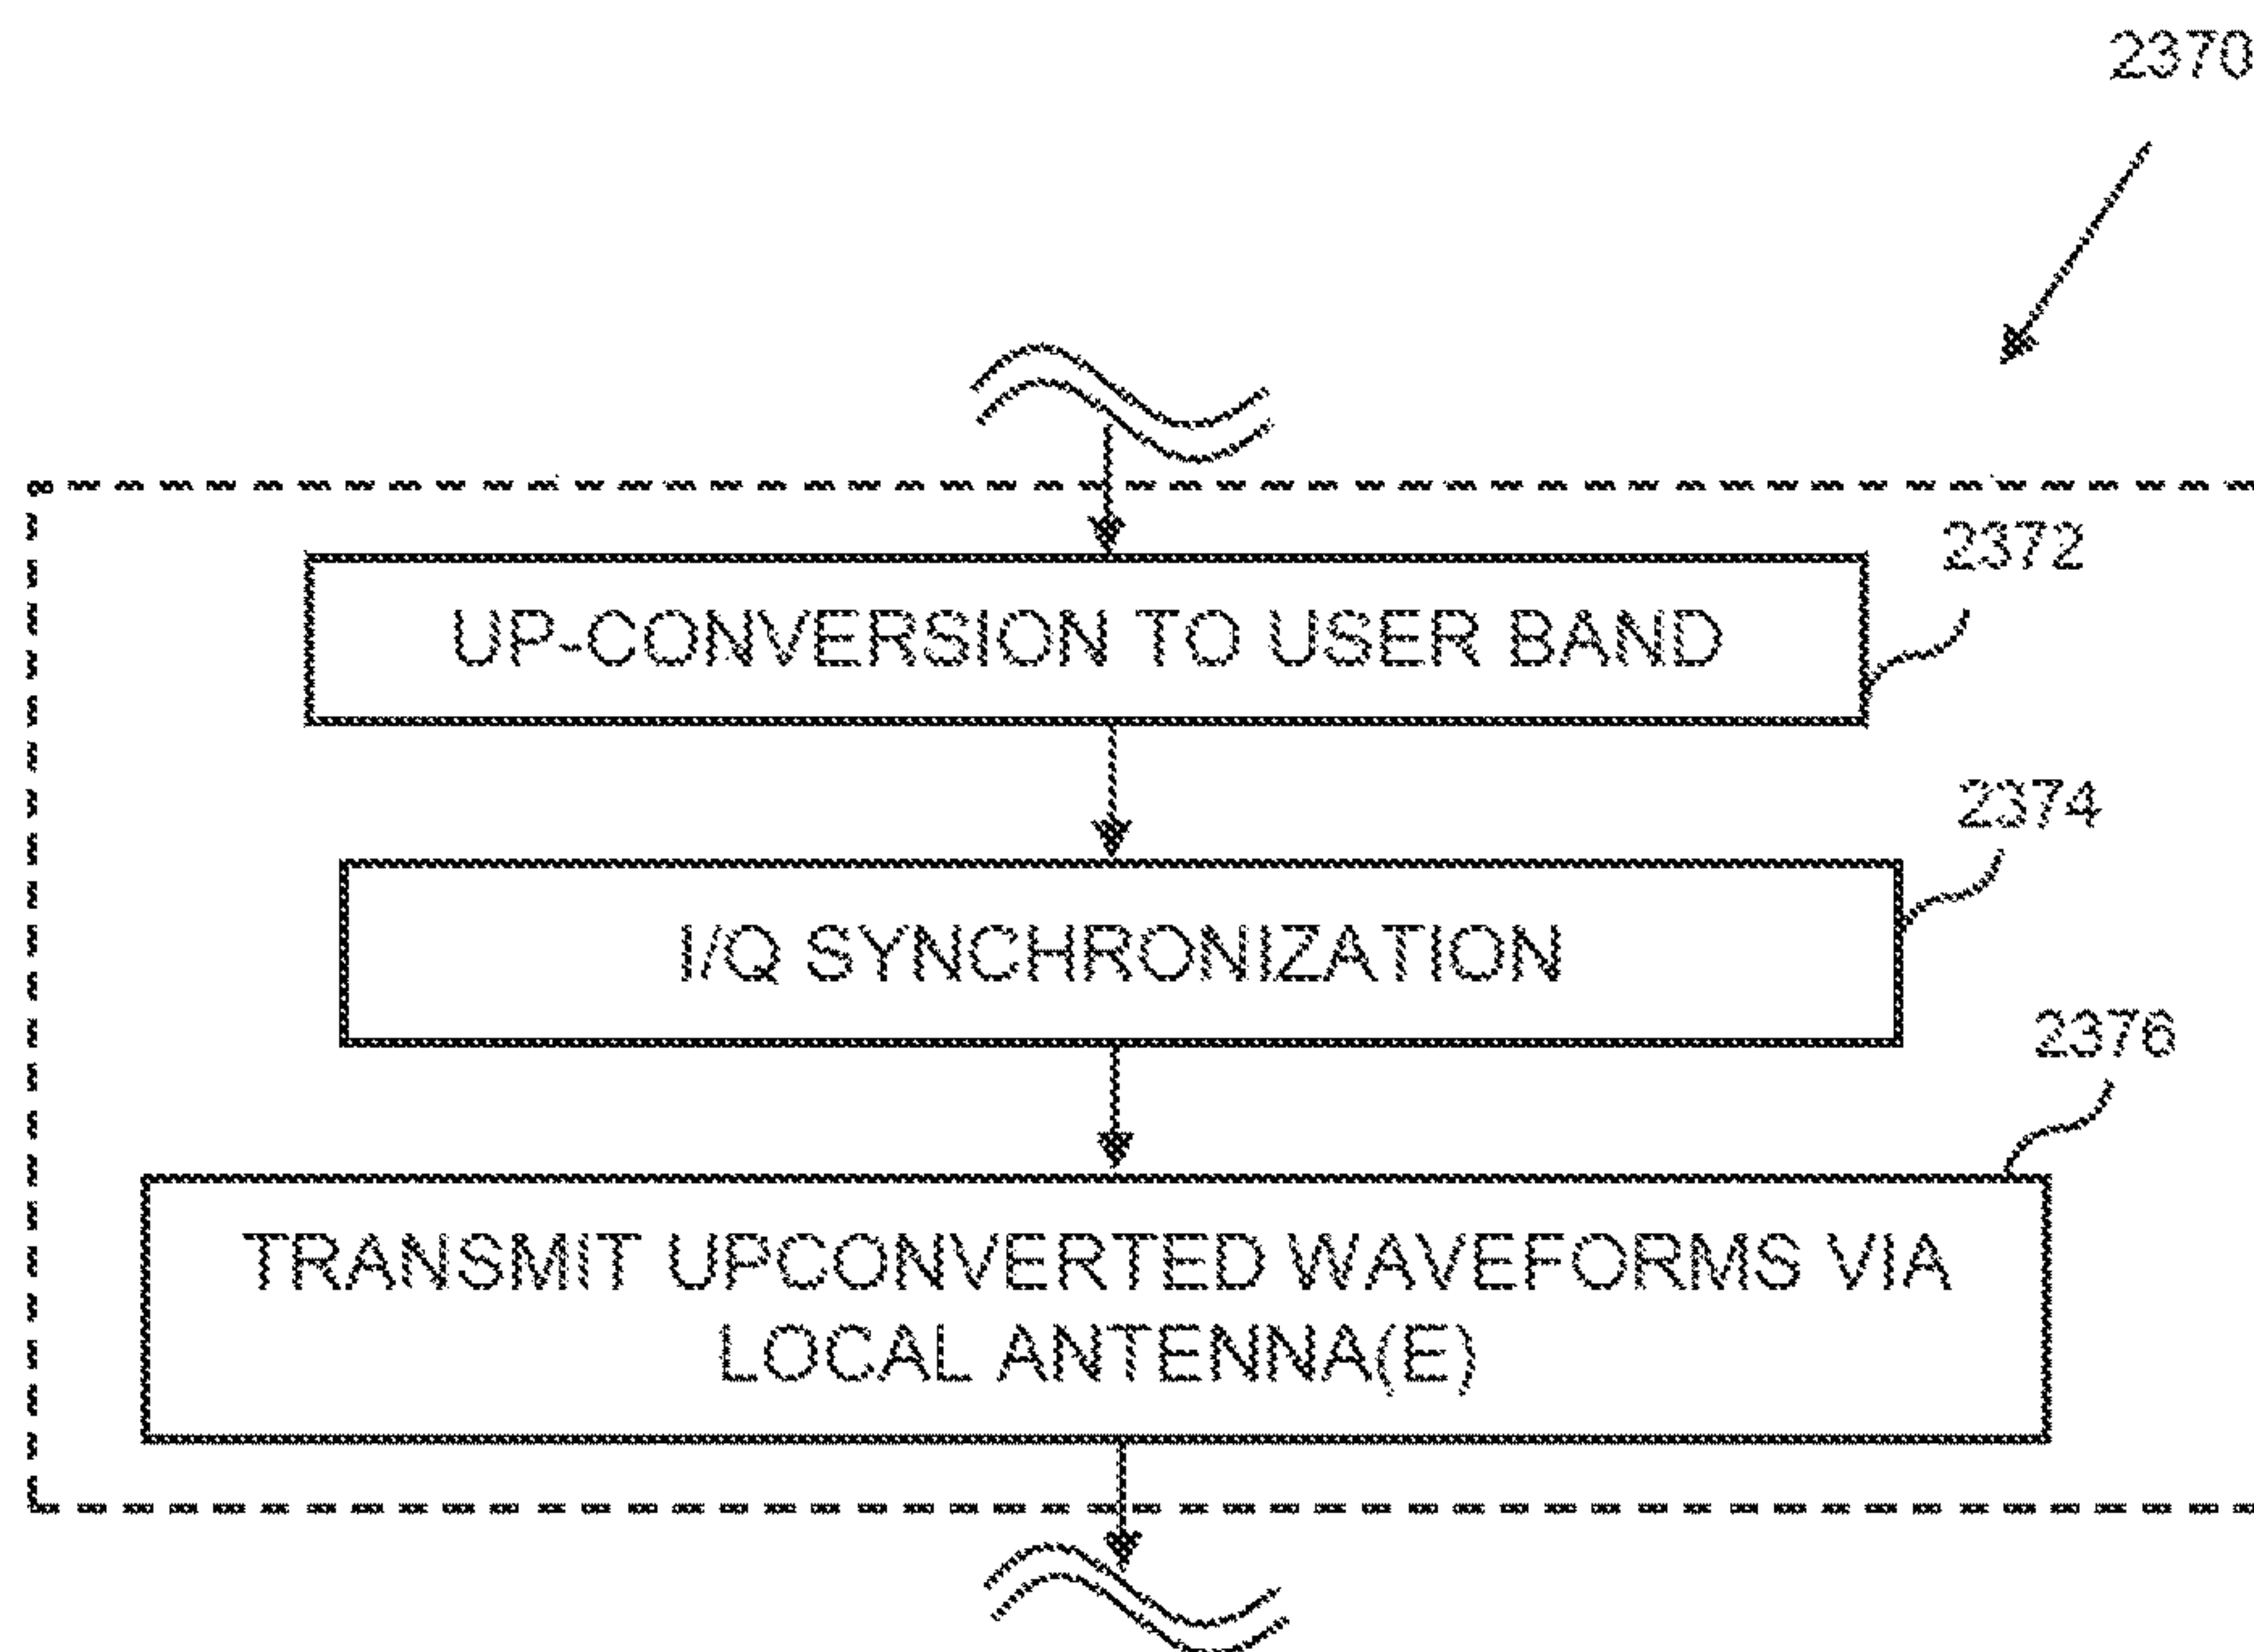 2370
2372
UP-CONVERSION TO USER BAND
2374
I/Q SYNCHRONIZATION
2376
TRANSMIT UPCONVERTED WAVEFORMS VIA
LOCAL ANTENNA(E)